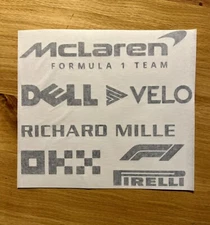 McLaren
FORMULA 1 TEAM
DELL VELO
RICHARD MILLE
OKX F1
PIRELLI